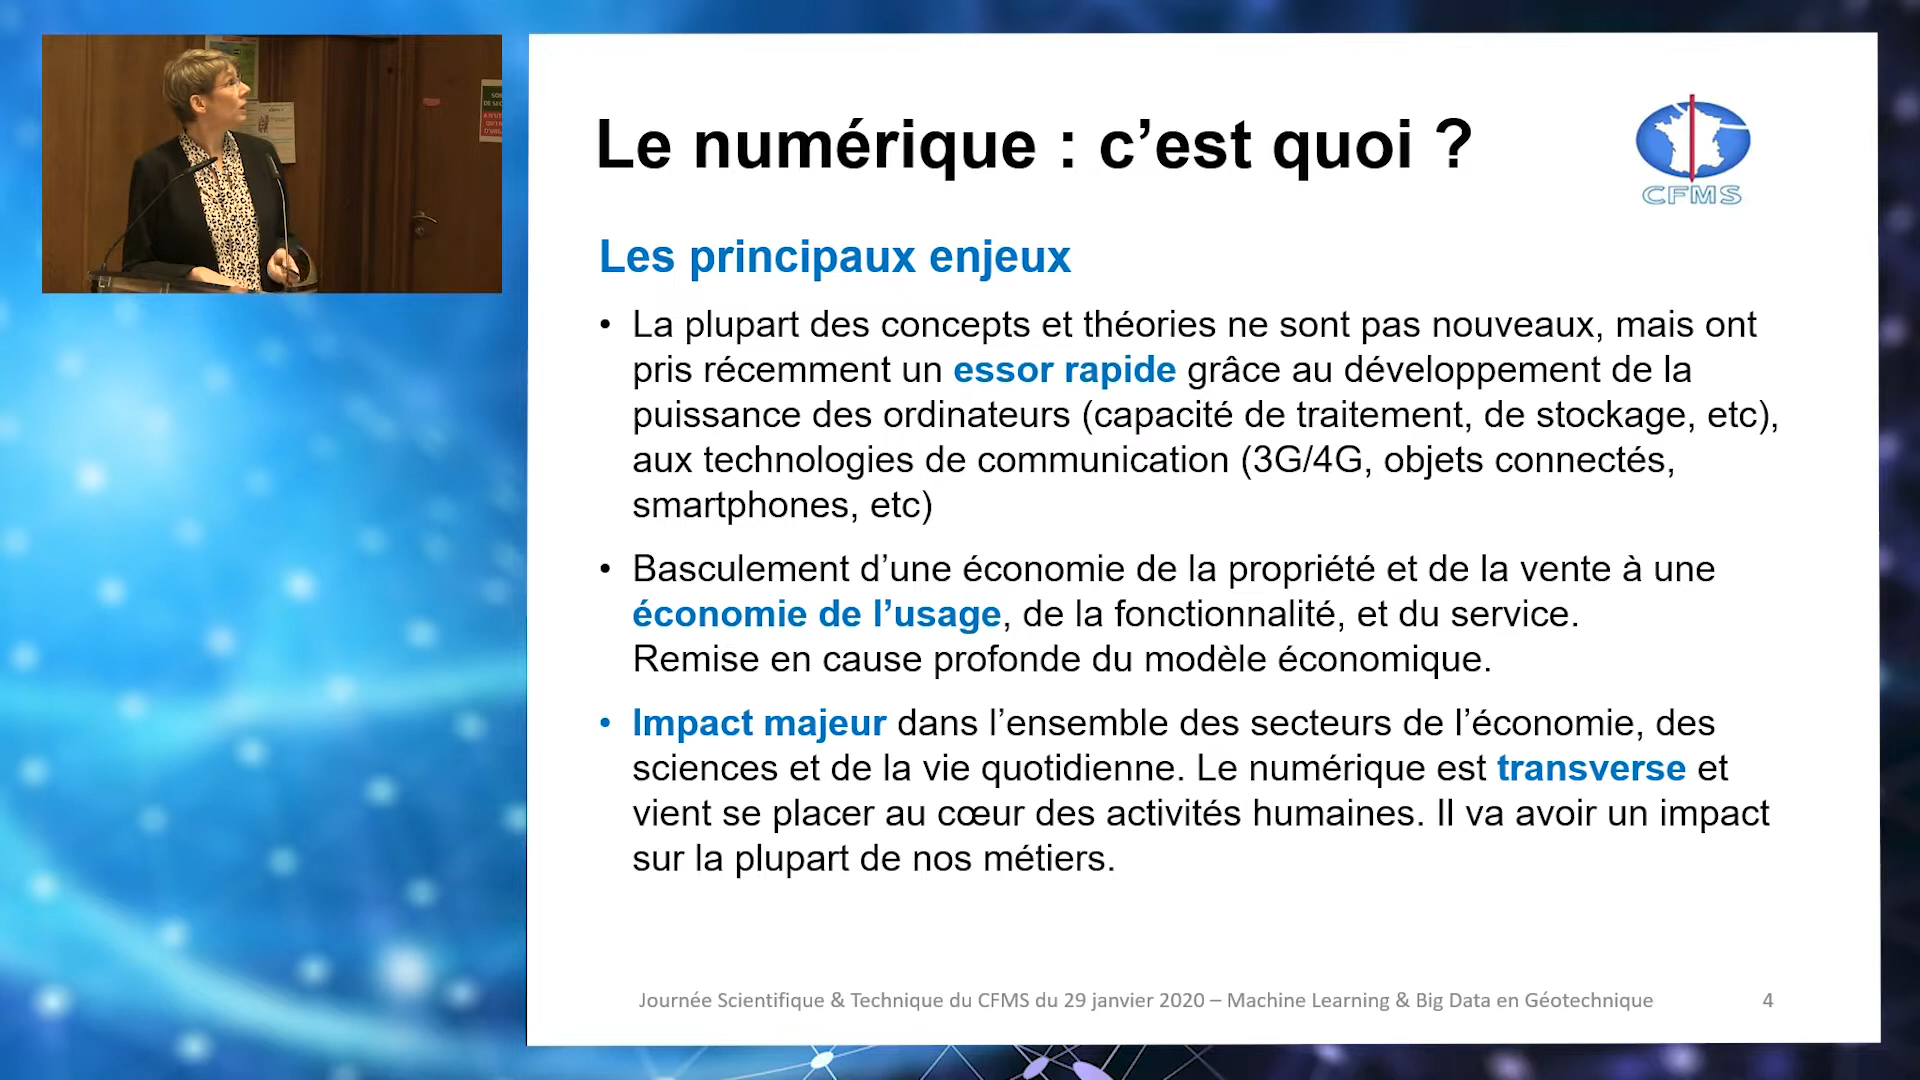 Le numérique : c’est quoi ?
CFMS
Les principaux enjeux
• La plupart des concepts et théories ne sont pas nouveaux, mais ont
pris récemment un essor rapide grâce au développement de la
puissance des ordinateurs (capacité de traitement, de stockage, etc),
aux technologies de communication (3G/4G, objets connectés,
smartphones, etc)
• Basculement d’une économie de la propriété et de la vente à une
économie de l’usage, de la fonctionnalité, et du service.
Remise en cause profonde du modèle économique.
• Impact majeur dans l’ensemble des secteurs de l’économie, des
sciences et de la vie quotidienne. Le numérique est transverse et
vient se placer au cœur des activités humaines. Il va avoir un impact
sur la plupart de nos métiers.
Journée Scientifique & Technique du CFMS du 29 janvier 2020 – Machine Learning & Big Data en Géotechnique
4